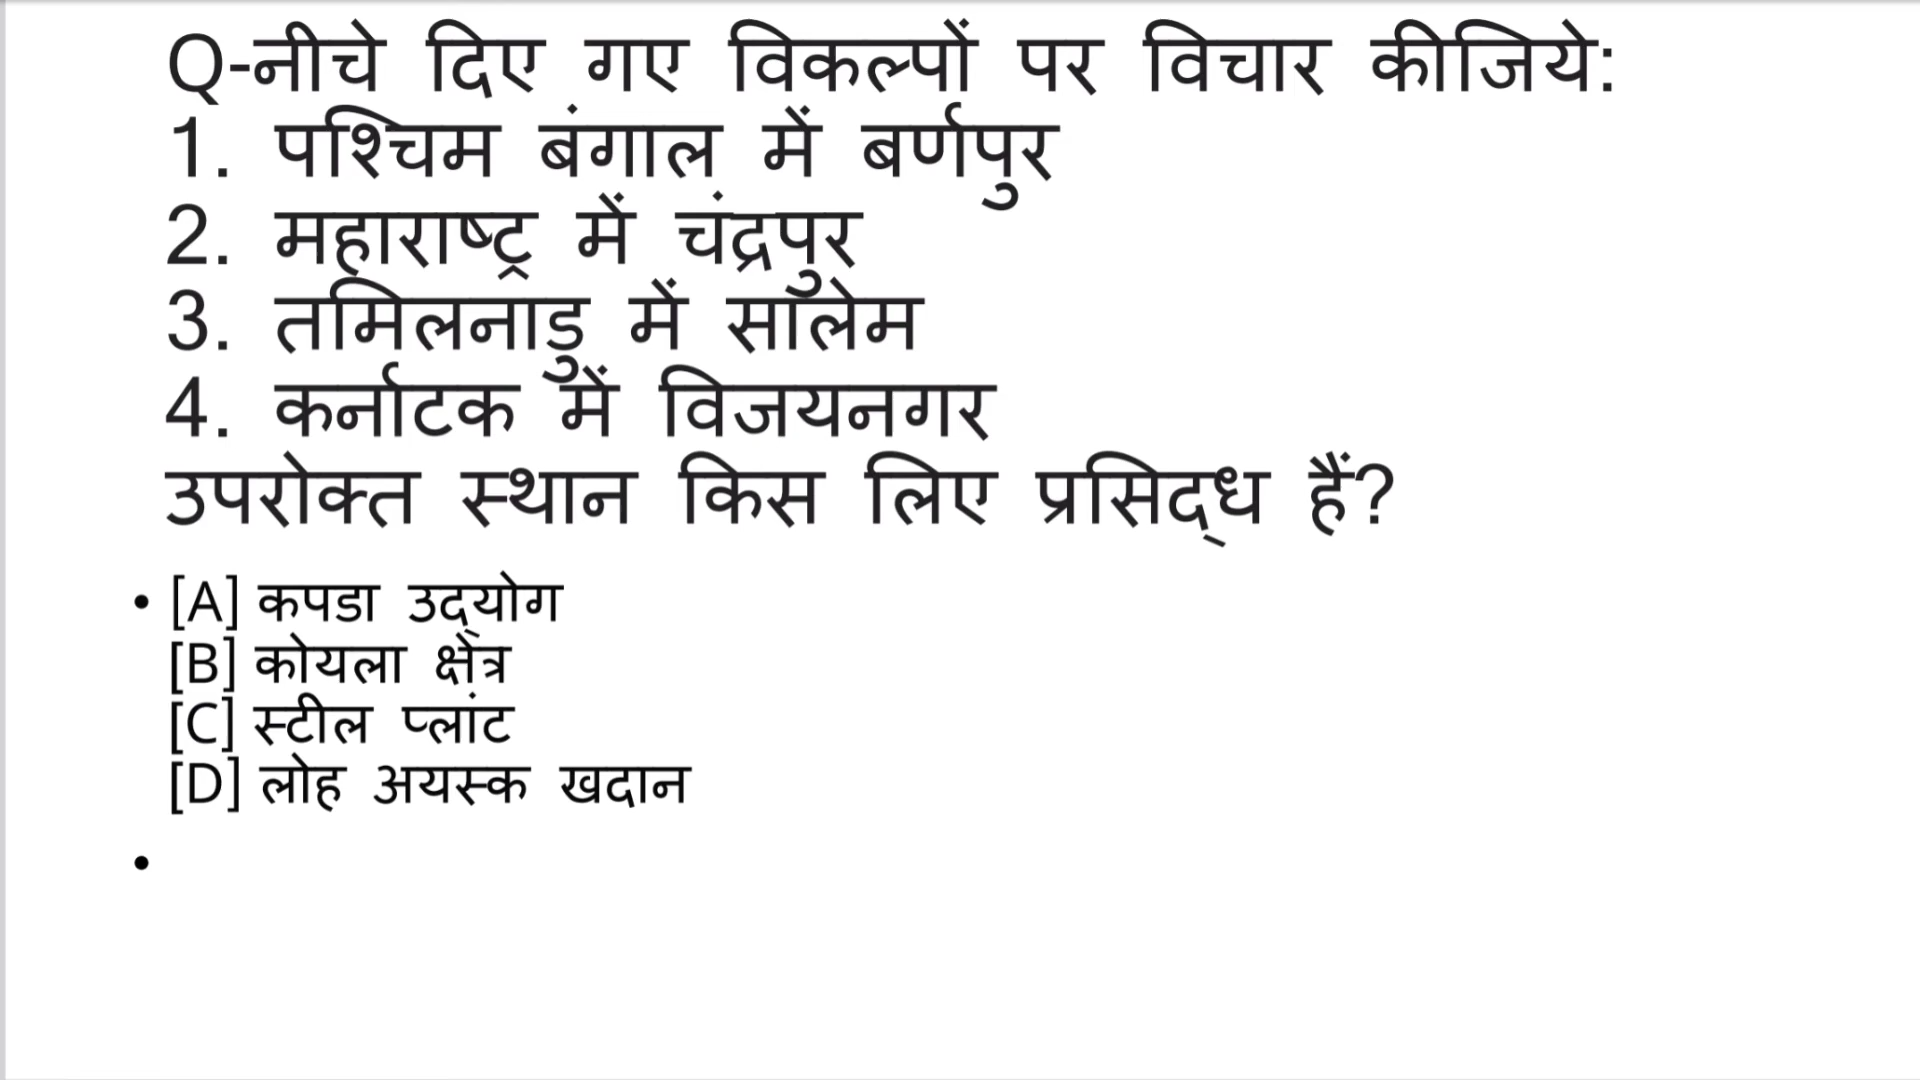 Q-नीचे दिए गए विकल्पों पर विचार कीजिये:
1. पश्चिम बंगाल में बर्णपुर
2. महाराष्ट्र में चंद्रपुर
3. तमिलनाडु में सालेम
4. कर्नाटक में विजयनगर
उपरोक्त स्थान किस लिए प्रसिद्ध हैं?
• [A] कपडा उद्योग
[B] कोयला क्षेत्र
[C] स्टील प्लांट
[D] लोह अयस्क खदान
•